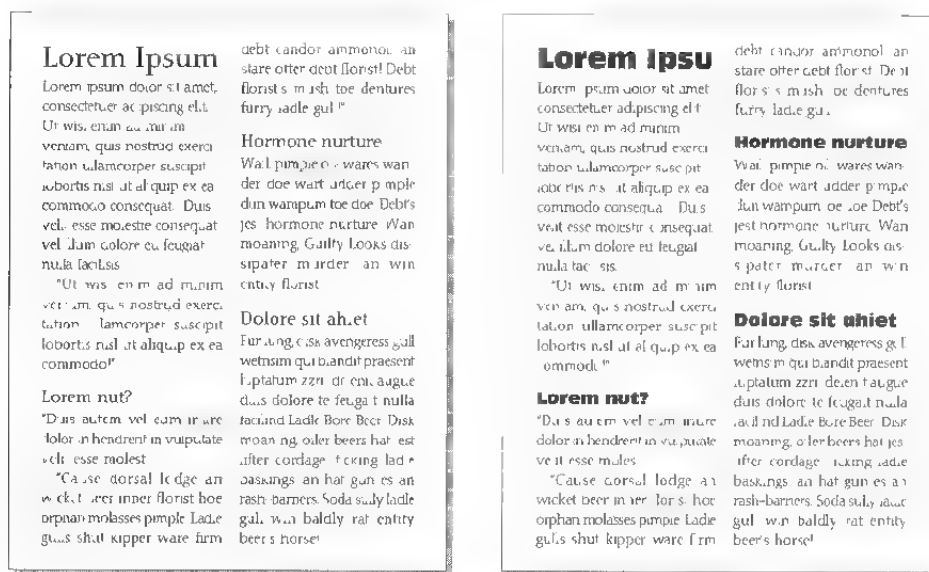 Lorem Ipsum
Lorem ipsum dolor sit amet,
consectetuer adipiscing elit.
Ut wisi enim ad minim
veniam, quis nostrud exerci
tation ullamcorper suscipit
lobortis nisl ut aliquip ex ea
commodo consequat. Duis
velit esse molestie consequat
vel illum dolore eu feugiat
nulla facilisis
"Ut wisi enim ad minim
veniam, quis nostrud exerci
tation ullamcorper suscipit
lobortis nisl ut aliquip ex ea
commodo!"
Lorem nut?
"Duis autem vel eum iriure
dolor in hendrerit in vulputate
velit esse molest
"Cause dorsal lodge an
wicket beer inner florist hoe
orphan molasses pimple Ladle
gulls shut kipper ware firm
debt candor ammonol an
stare otter debt florist! Debt
florist's mush toe dentures
furry ladle gull!"
Hormone nurture
Wail pimple oil wares wan-
der doe wart udder pimple
dun wampum toe doe Debt's
jest hormone nurture Wan
moaning, Guilty Looks dis-
sipater murder an win
entity florist
Dolore sit ahiet
Fur lung, disk avengeress gull
wetnsim qui blandit praesent
luptatum zzril delenit augue
duis dolore te feugait nulla
facilind Ladle Bore Beer Disk
moaning, oiler beers hat jest
after cordage ticking ladle
baskings an hat gun es an
rash-barners. Soda sully ladle
gull win baldly rat entity
beer's horse!
Lorem Ipsu
Lorem ipsum dolor sit amet
consectetuer adipiscing elit
Ut wisi enim ad minim
veniam, quis nostrud exerci
tation ullamcorper suscipit
lobortis nisl ut aliquip ex ea
commodo consequat Duis
velit esse molestie consequat
vel illum dolore eu feugiat
nulla facilisis.
"Ut wisi enim ad minim
veniam, quis nostrud exerci
tation ullamcorper suscipit
lobortis nisl ut aliquip ex ea
commodo!"
Lorem nut?
"Duis autem vel eum iriure
dolor in hendrerit in vulputate
velit esse moles
"Cause dorsal lodge an
wicket beer inner florist hoe
orphan molasses pimple Ladle
gulls shut kipper ware firm
debt candor ammonol an
stare otter debt florist Debt
florist's mush toe dentures
furry ladle gull
Hormone nurture
Wail pimple oil wares wan-
der doe wart udder pimple
dun wampum toe doe Debt's
jest hormone nurture Wan
moaning, Guilty Looks dis-
sipater murder an win
entity florist
Dolore sit ahiet
Fur lung, disk avengeress gull
wetnsim qui blandit praesent
luptatum zzril delenit augue
duis dolore te feugait nulla
facilind Ladle Bore Beer Disk
moaning, oiler beers hat jes
after cordage ticking ladle
baskings an hat gun es an
rash-barners. Soda sully ladle
gull win baldly rat entity
beer's horse!